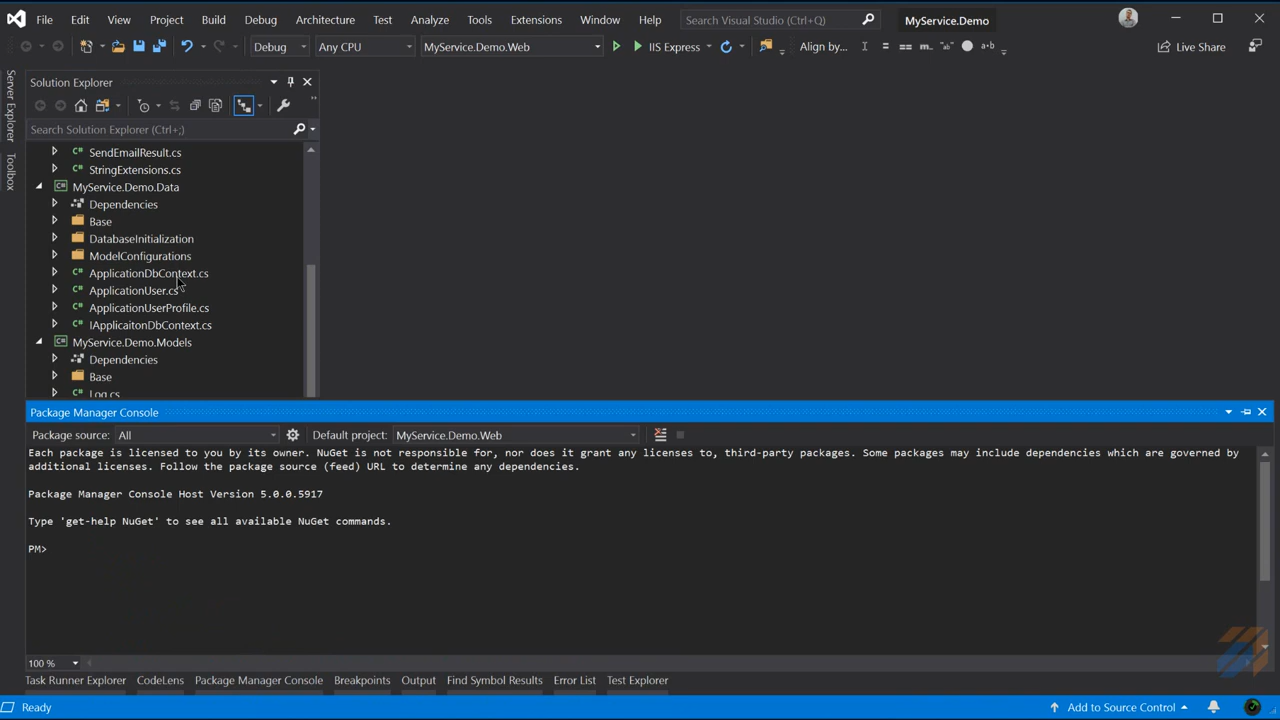 File Edit View Project Build Debug Architecture Test Analyze Tools Extensions Window Help Search Visual Studio (Ctrl+Q) MyService.Demo
Debug Any CPU MyService.Demo.Web IIS Express Align by... Live Share
Server Explorer
Toolbox
Solution Explorer
Search Solution Explorer (Ctrl+;)
SendEmailResult.cs
StringExtensions.cs
MyService.Demo.Data
Dependencies
Base
DatabaseInitialization
ModelConfigurations
ApplicationDbContext.cs
ApplicationUser.cs
ApplicationUserProfile.cs
IApplicaitonDbContext.cs
MyService.Demo.Models
Dependencies
Base
Log.cs
Package Manager Console
Package source: All Default project: MyService.Demo.Web
Each package is licensed to you by its owner. NuGet is not responsible for, nor does it grant any licenses to, third-party packages. Some packages may include dependencies which are governed by
additional licenses. Follow the package source (feed) URL to determine any dependencies.
Package Manager Console Host Version 5.0.0.5917
Type 'get-help NuGet' to see all available NuGet commands.
PM>
100 %
Task Runner Explorer CodeLens Package Manager Console Breakpoints Output Find Symbol Results Error List Test Explorer
Ready Add to Source Control